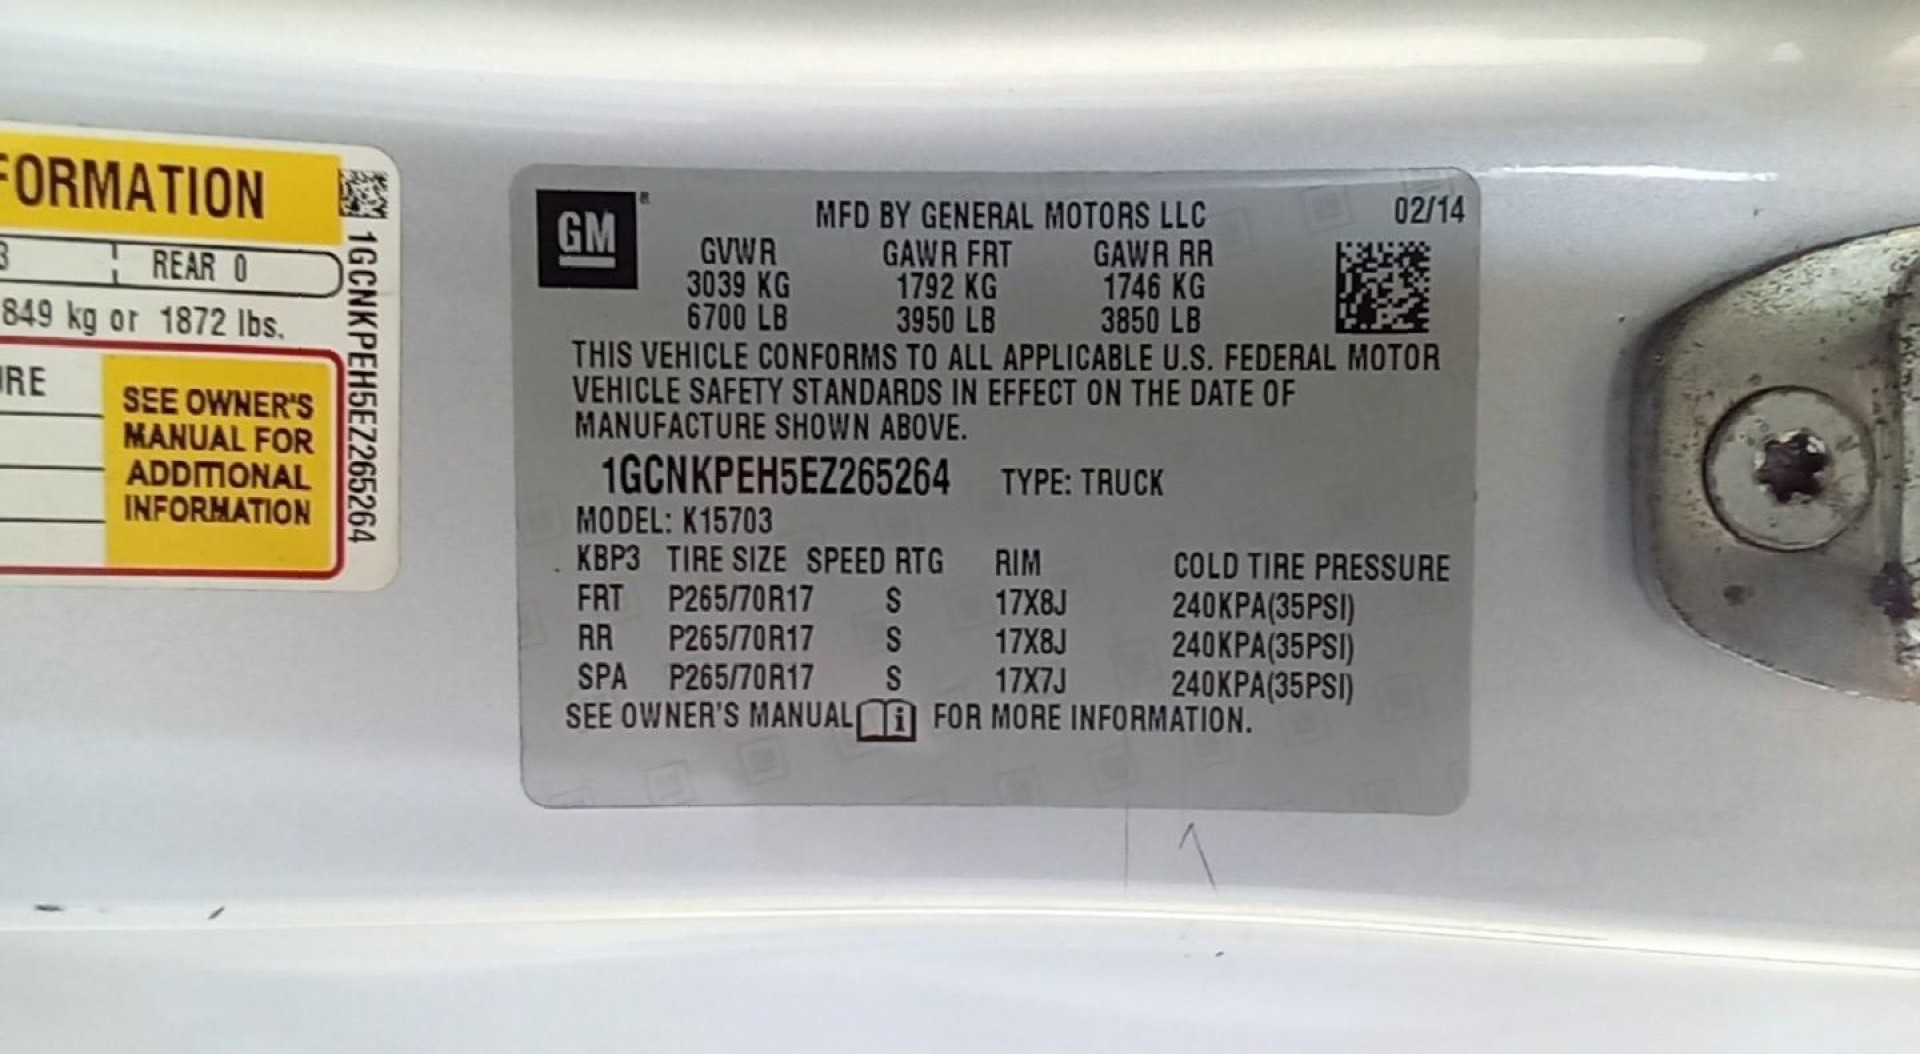 FORMATION
3 REAR 0
849 kg or 1872 lbs.
URE
SEE OWNER'S
MANUAL FOR
ADDITIONAL
INFORMATION
1GCNKPEH5EZ265264
GM®
MFD BY GENERAL MOTORS LLC 02/14
GVWR GAWR FRT GAWR RR
3039 KG 1792 KG 1746 KG
6700 LB 3950 LB 3850 LB
THIS VEHICLE CONFORMS TO ALL APPLICABLE U.S. FEDERAL MOTOR
VEHICLE SAFETY STANDARDS IN EFFECT ON THE DATE OF
MANUFACTURE SHOWN ABOVE.
1GCNKPEH5EZ265264 TYPE: TRUCK
MODEL: K15703
KBP3 TIRE SIZE SPEED RTG RIM COLD TIRE PRESSURE
FRT P265/70R17 S 17X8J 240KPA(35PSI)
RR P265/70R17 S 17X8J 240KPA(35PSI)
SPA P265/70R17 S 17X7J 240KPA(35PSI)
SEE OWNER'S MANUAL i FOR MORE INFORMATION.